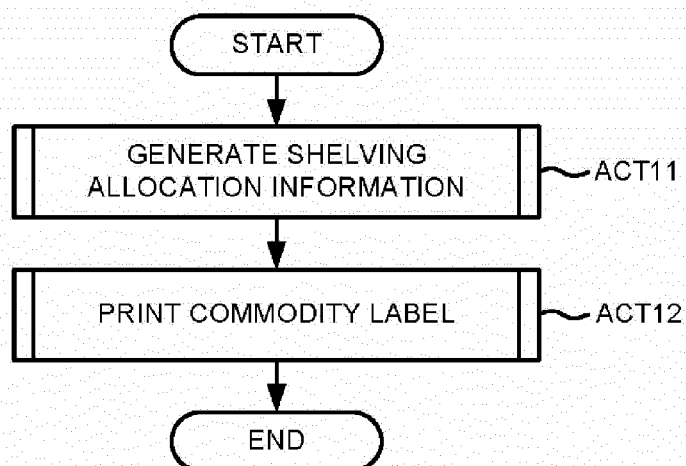 START
GENERATE SHELVING
ALLOCATION INFORMATION
ACT11
PRINT COMMODITY LABEL
ACT12
END